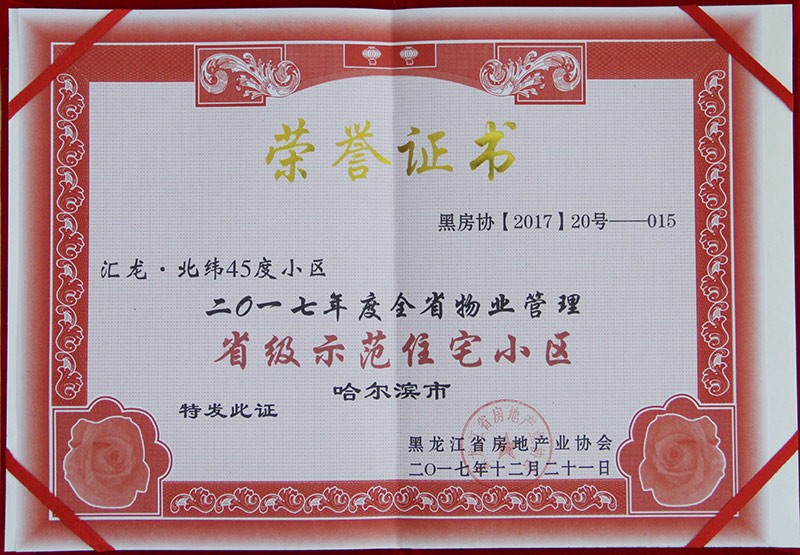 荣誉证书
黑房协【2017】20号——015
汇龙·北纬45度小区
二〇一七年度全省物业管理
省级示范住宅小区
哈尔滨市
特发此证
黑龙江省房地产业协会
二〇一七年十二月二十一日